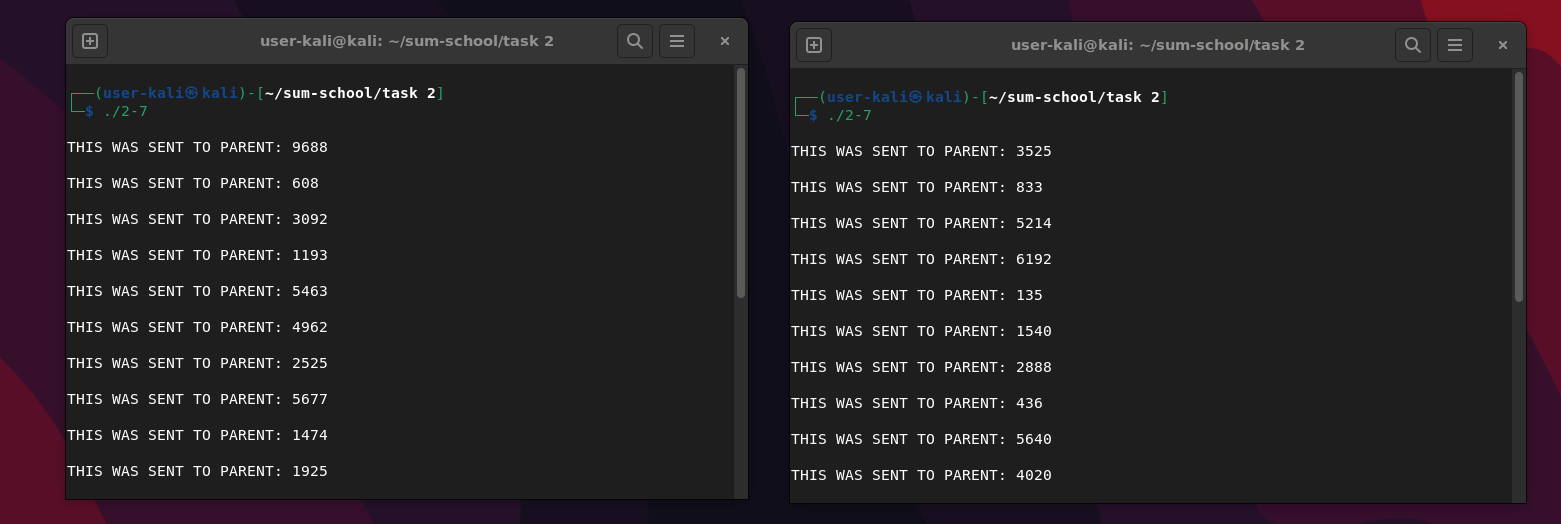 user-kali@kali: ~/sum-school/task 2
┌──(user-kali㉿kali)-[~/sum-school/task 2]
└─$ ./2-7
THIS WAS SENT TO PARENT: 9688
THIS WAS SENT TO PARENT: 608
THIS WAS SENT TO PARENT: 3092
THIS WAS SENT TO PARENT: 1193
THIS WAS SENT TO PARENT: 5463
THIS WAS SENT TO PARENT: 4962
THIS WAS SENT TO PARENT: 2525
THIS WAS SENT TO PARENT: 5677
THIS WAS SENT TO PARENT: 1474
THIS WAS SENT TO PARENT: 1925
user-kali@kali: ~/sum-school/task 2
┌──(user-kali㉿kali)-[~/sum-school/task 2]
└─$ ./2-7
THIS WAS SENT TO PARENT: 3525
THIS WAS SENT TO PARENT: 833
THIS WAS SENT TO PARENT: 5214
THIS WAS SENT TO PARENT: 6192
THIS WAS SENT TO PARENT: 135
THIS WAS SENT TO PARENT: 1540
THIS WAS SENT TO PARENT: 2888
THIS WAS SENT TO PARENT: 436
THIS WAS SENT TO PARENT: 5640
THIS WAS SENT TO PARENT: 4020